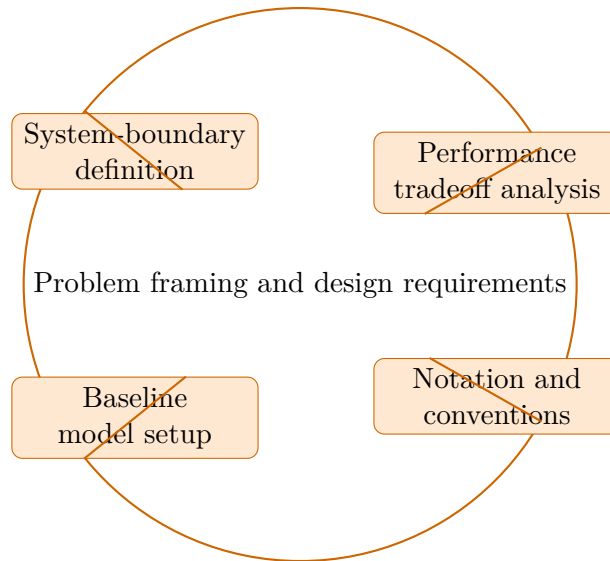 System-boundary
definition
Performance
tradeoff analysis
Problem framing and design requirements
Baseline
model setup
Notation and
conventions